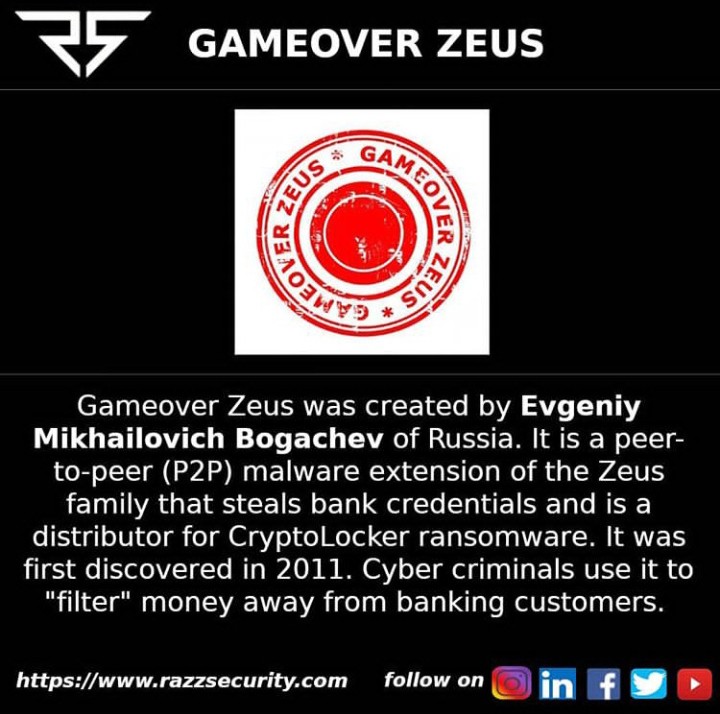 RS
GAMEOVER ZEUS
GAMEOVER ZEUS * GAMEOVER ZEUS *
Gameover Zeus was created by Evgeniy
Mikhailovich Bogachev of Russia. It is a peer-
to-peer (P2P) malware extension of the Zeus
family that steals bank credentials and is a
distributor for CryptoLocker ransomware. It was
first discovered in 2011. Cyber criminals use it to
"filter" money away from banking customers.
https://www.razzsecurity.com follow on in f